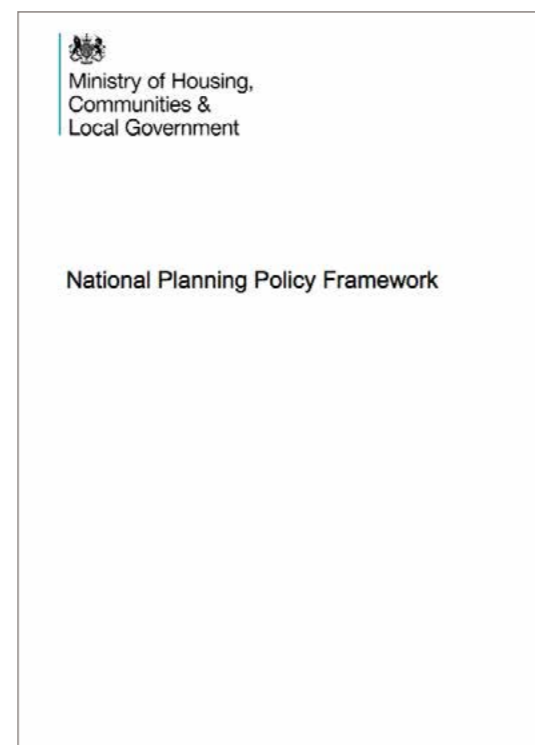 Ministry of Housing,
Communities &
Local Government
National Planning Policy Framework